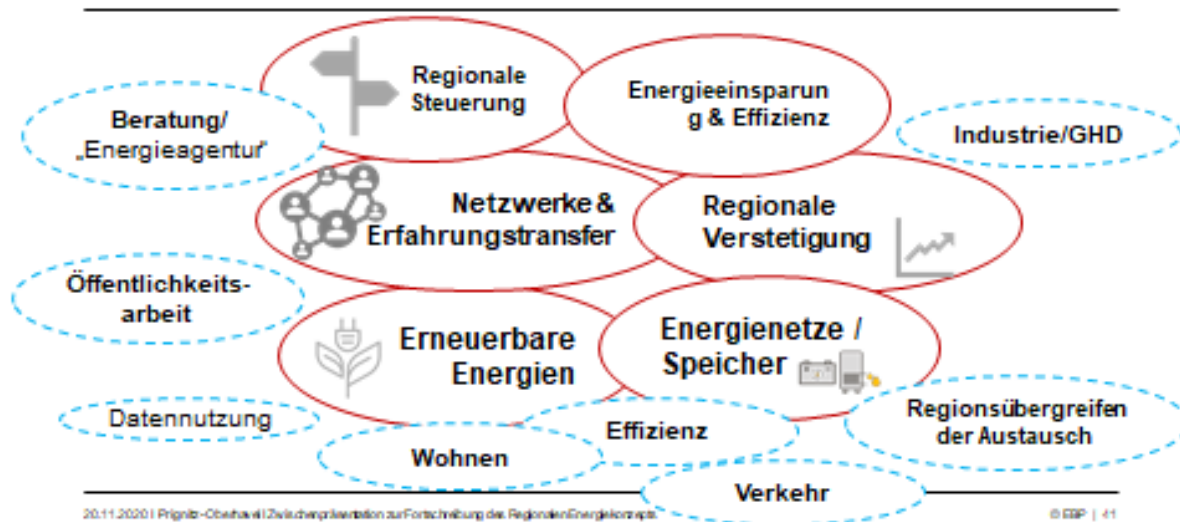 Regionale
Steuerung
Energieeinsparun
g & Effizienz
Beratung/
„Energieagentur“
Industrie/GHD
Netzwerke &
Erfahrungstransfer
Regionale
Verstetigung
Öffentlichkeits-
arbeit
Erneuerbare
Energien
Energienetze /
Speicher
Datennutzung
Effizienz
Regionsübergreifen
der Austausch
Wohnen
Verkehr
20.11.2020 I Prignitz-Oberhavel I Zwischenpräsentation zur Fortschreibung des Regionalen Energiekonzepts
© EBP | 41